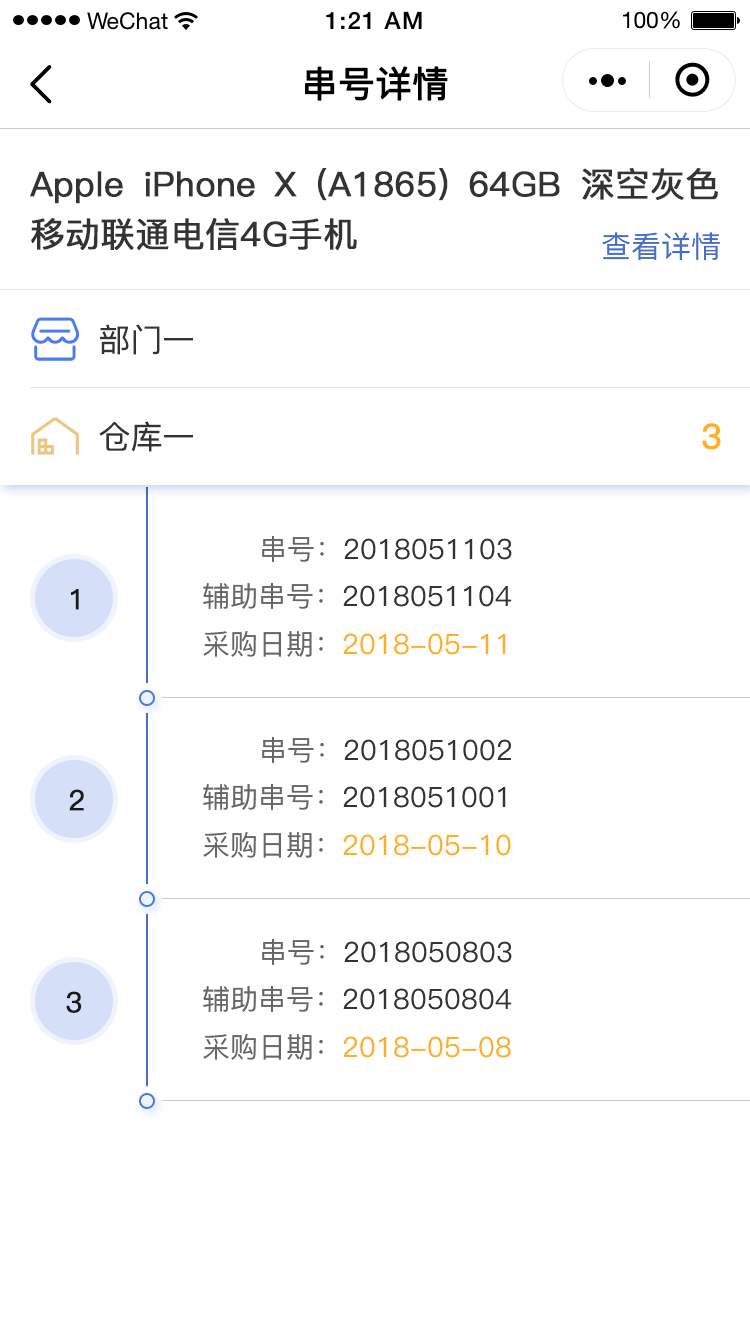 WeChat 1:21 AM 100%
串号详情
Apple iPhone X (A1865) 64GB 深空灰色
移动联通电信4G手机
查看详情
部门一
仓库一 3
1
串号: 2018051103
辅助串号: 2018051104
采购日期: 2018-05-11
2
串号: 2018051002
辅助串号: 2018051001
采购日期: 2018-05-10
3
串号: 2018050803
辅助串号: 2018050804
采购日期: 2018-05-08